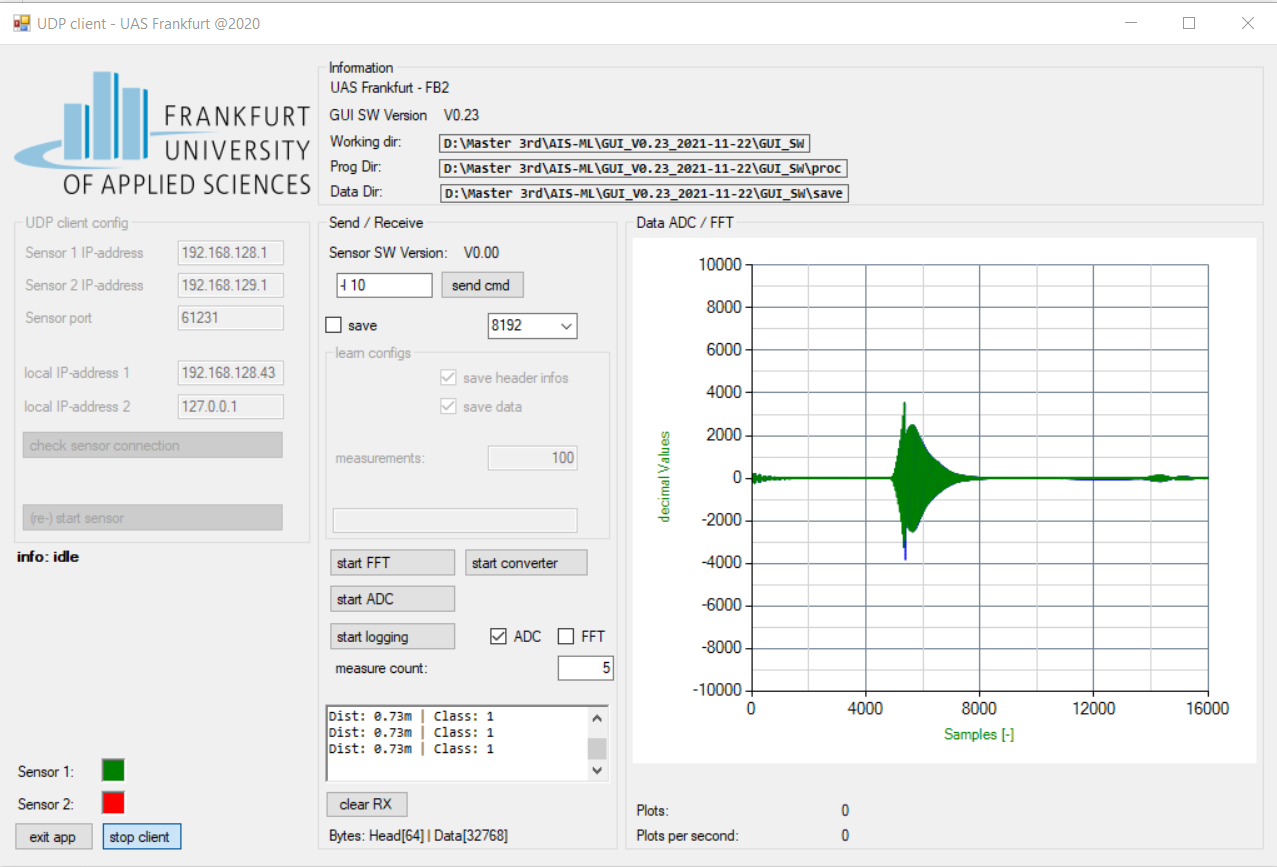 UDP client - UAS Frankfurt @2020
FRANKFURT
UNIVERSITY
OF APPLIED SCIENCES
Information
UAS Frankfurt - FB2
GUI SW Version V0.23
Working dir: D:\Master 3rd\AIS-ML\GUI_V0.23_2021-11-22\GUI_SW
Prog Dir: D:\Master 3rd\AIS-ML\GUI_V0.23_2021-11-22\GUI_SW\proc
Data Dir: D:\Master 3rd\AIS-ML\GUI_V0.23_2021-11-22\GUI_SW\save
UDP client config
Sensor 1 IP-address 192.168.128.1
Sensor 2 IP-address 192.168.129.1
Sensor port 61231
local IP-address 1 192.168.128.43
local IP-address 2 127.0.0.1
check sensor connection
(re-) start sensor
info: idle
Sensor 1:
Sensor 2:
exit app stop client
Send / Receive
Sensor SW Version: V0.00
-l 10 send cmd
save 8192
learn configs
save header infos
save data
measurements: 100
start FFT start converter
start ADC
start logging ADC FFT
measure count: 5
Dist: 0.73m | Class: 1
Dist: 0.73m | Class: 1
Dist: 0.73m | Class: 1
clear RX
Bytes: Head[64] | Data[32768]
Data ADC / FFT
10000
8000
6000
4000
2000
0
-2000
-4000
-6000
-8000
-10000
decimal Values
0 4000 8000 12000 16000
Samples [-]
Plots: 0
Plots per second: 0